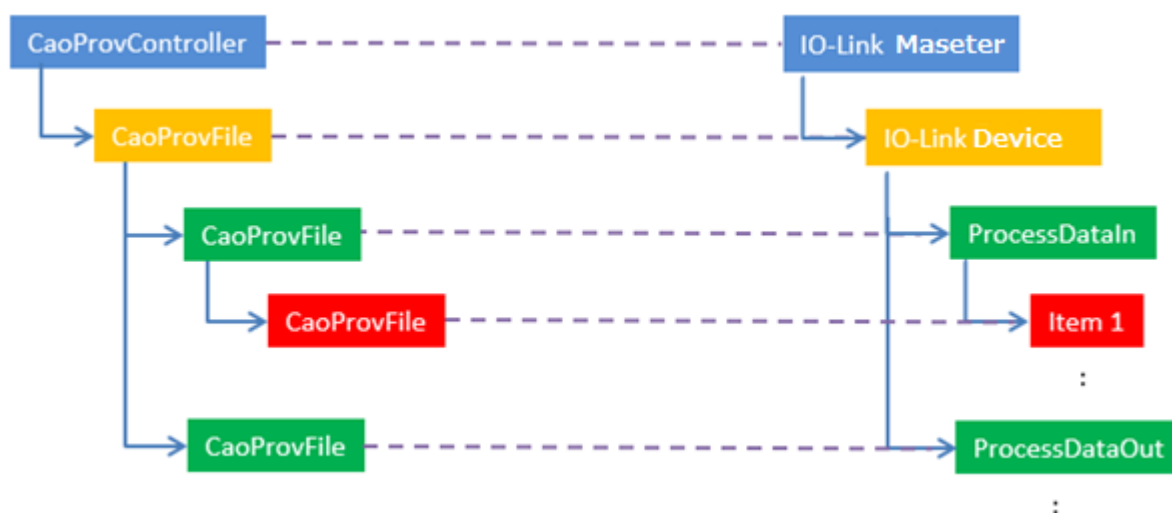 CaoProvController
IO-Link Maseter
CaoProvFile
IO-Link Device
CaoProvFile
ProcessDataIn
CaoProvFile
Item 1
:
CaoProvFile
ProcessDataOut
: